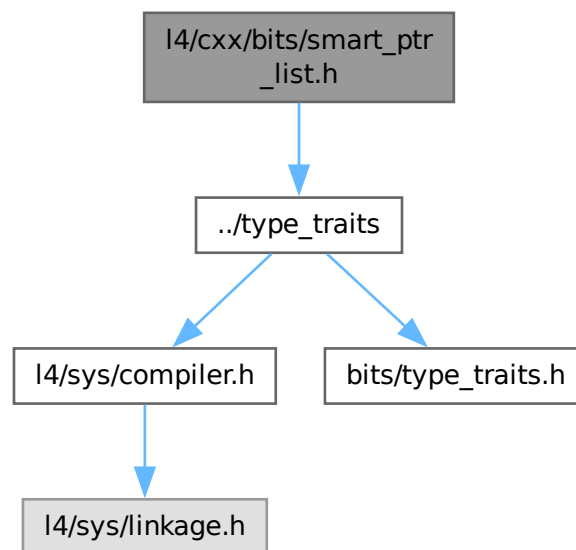 l4/cxx/bits/smart_ptr
_list.h
../type_traits
l4/sys/compiler.h
bits/type_traits.h
l4/sys/linkage.h